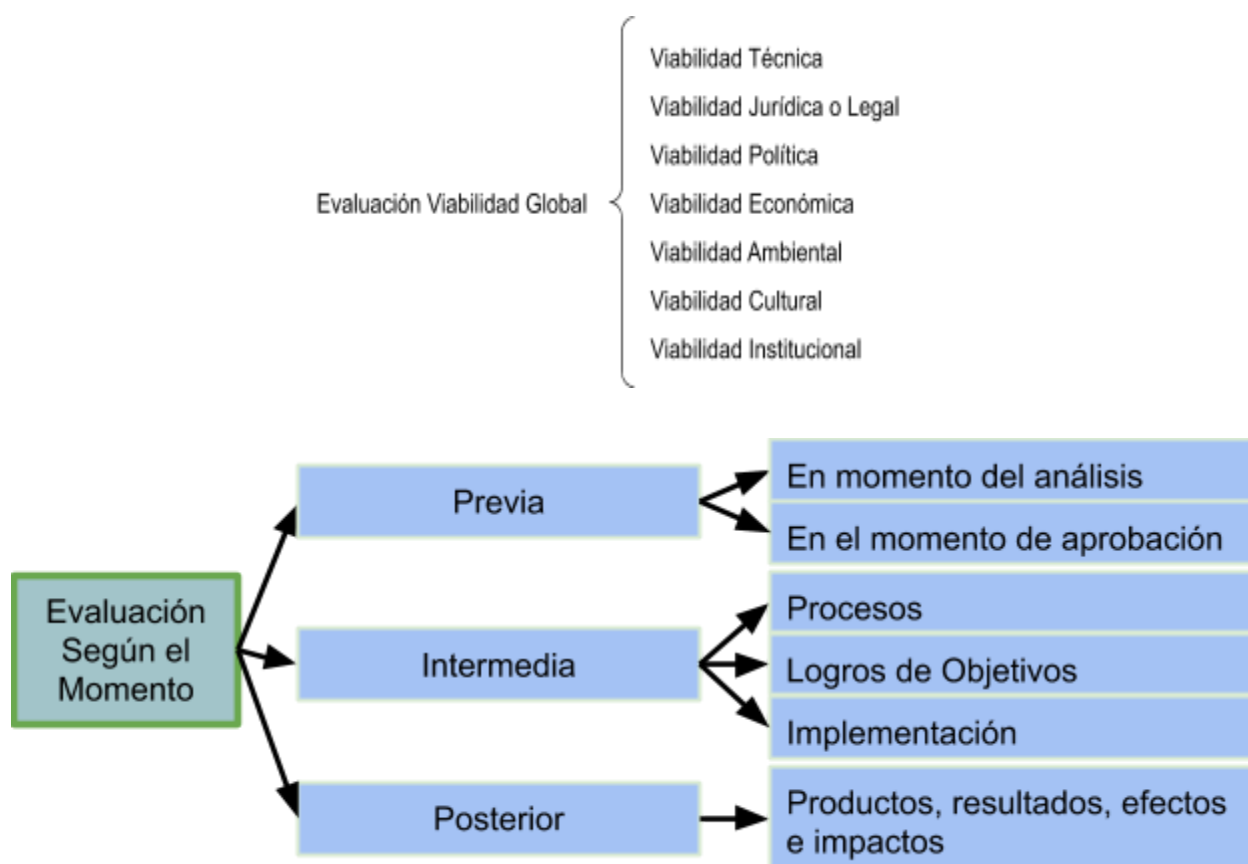 Viabilidad Técnica
Viabilidad Jurídica o Legal
Viabilidad Política
Evaluación Viabilidad Global
Viabilidad Económica
Viabilidad Ambiental
Viabilidad Cultural
Viabilidad Institucional
Evaluación
Según el
Momento
Previa
En momento del análisis
En el momento de aprobación
Intermedia
Procesos
Logros de Objetivos
Implementación
Posterior
Productos, resultados, efectos
e impactos